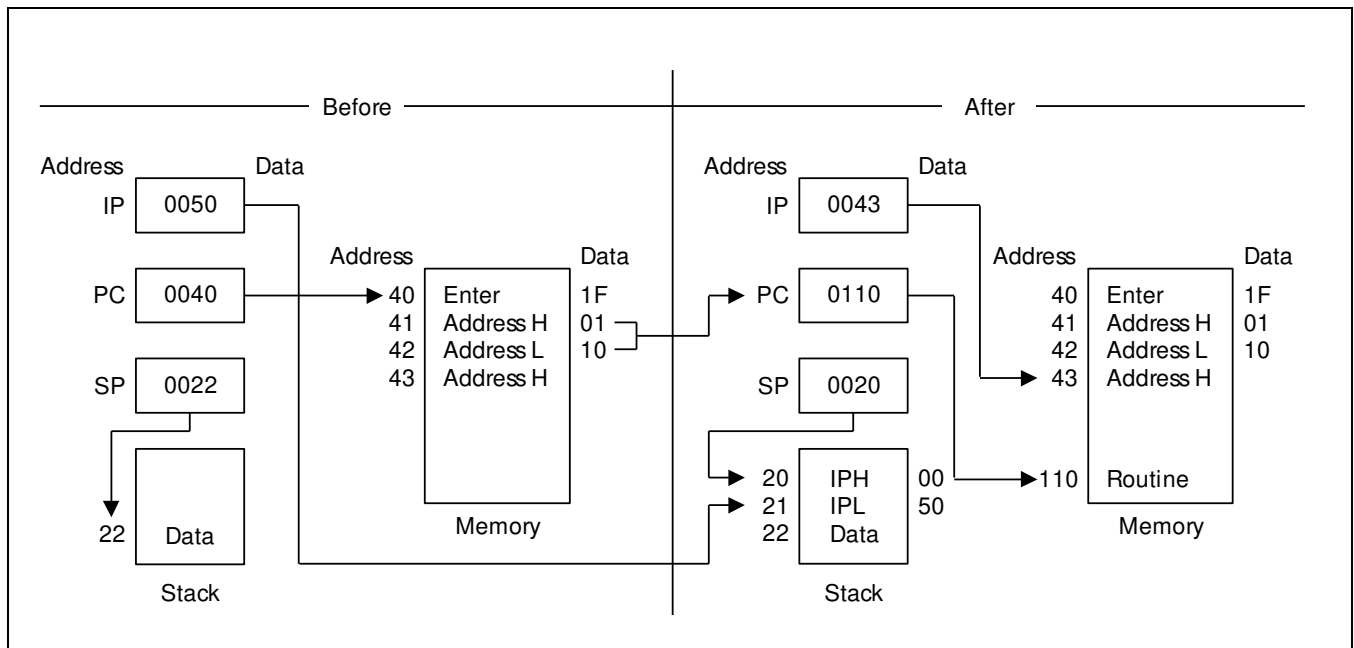 Before
Address Data
IP 0050
Address Data
PC 0040
40 Enter 1F
41 Address H 01
42 Address L 10
43 Address H
SP 0022
22 Data
Memory
Stack
After
Address Data
IP 0043
Address Data
PC 0110
40 Enter 1F
41 Address H 01
42 Address L 10
43 Address H
SP 0020
20 IPH 00
21 IPL 50
22 Data
110 Routine
Memory
Stack